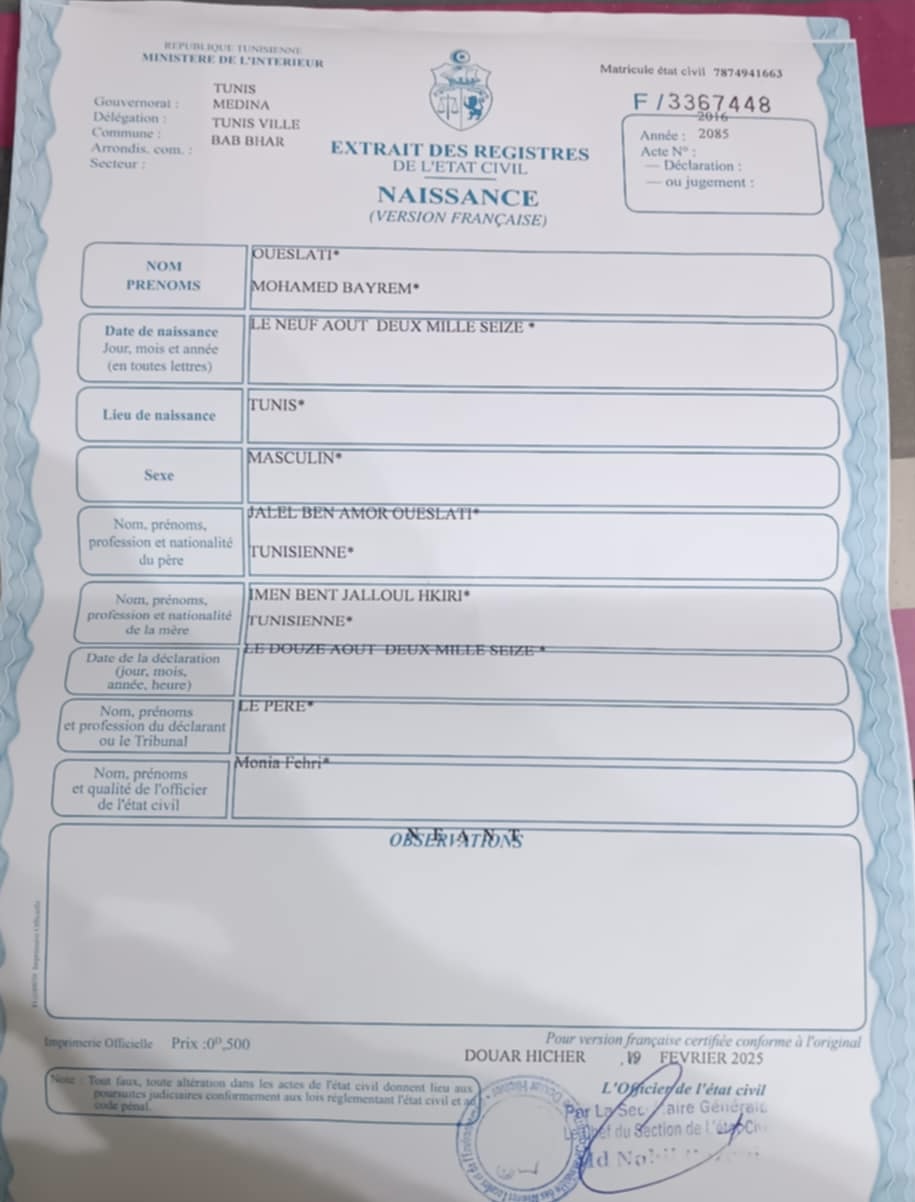 REPUBLIQUE TUNISIENNE
MINISTERE DE L'INTERIEUR
Gouvernorat : TUNIS
Délégation : MEDINA
Commune : TUNIS VILLE
Arrondis. com. : BAB BHAR
Secteur :
EXTRAIT DES REGISTRES
DE L'ETAT CIVIL
NAISSANCE
(VERSION FRANÇAISE)
Matricule état civil 7874941663
F/3367448
2016
Année : 2085
Acte N° :
— Déclaration :
— ou jugement :
NOM
PRENOMS
OUESLATI*
MOHAMED BAYREM*
Date de naissance
Jour, mois et année
(en toutes lettres)
LE NEUF AOUT DEUX MILLE SEIZE *
Lieu de naissance
TUNIS*
Sexe
MASCULIN*
Nom, prénoms,
profession et nationalité
du père
JALEL BEN AMOR OUESLATI*
TUNISIENNE*
Nom, prénoms,
profession et nationalité
de la mère
IMEN BENT JALLOUL HKIRI*
TUNISIENNE*
Date de la déclaration
(jour, mois,
année, heure)
LE DOUZE AOUT DEUX MILLE SEIZE *
Nom, prénoms
et profession du déclarant
ou le Tribunal
LE PERE*
Nom, prénoms
et qualité de l'officier
de l'état civil
Monia Fehri*
N E A N T
OBSERVATIONS
Imprimerie Officielle
Imprimerie Officielle Prix :0ᴰ,500
Pour version française certifiée conforme à l'original
DOUAR HICHER , 19 FEVRIER 2025
Note : Tout faux, toute altération dans les actes de l'état civil donnent lieu aux
poursuites judiciaires conformement aux lois réglementant l'état civil et au
code pénal.
L'Officier de l'état civil
Par La
Chef du Section de l'état